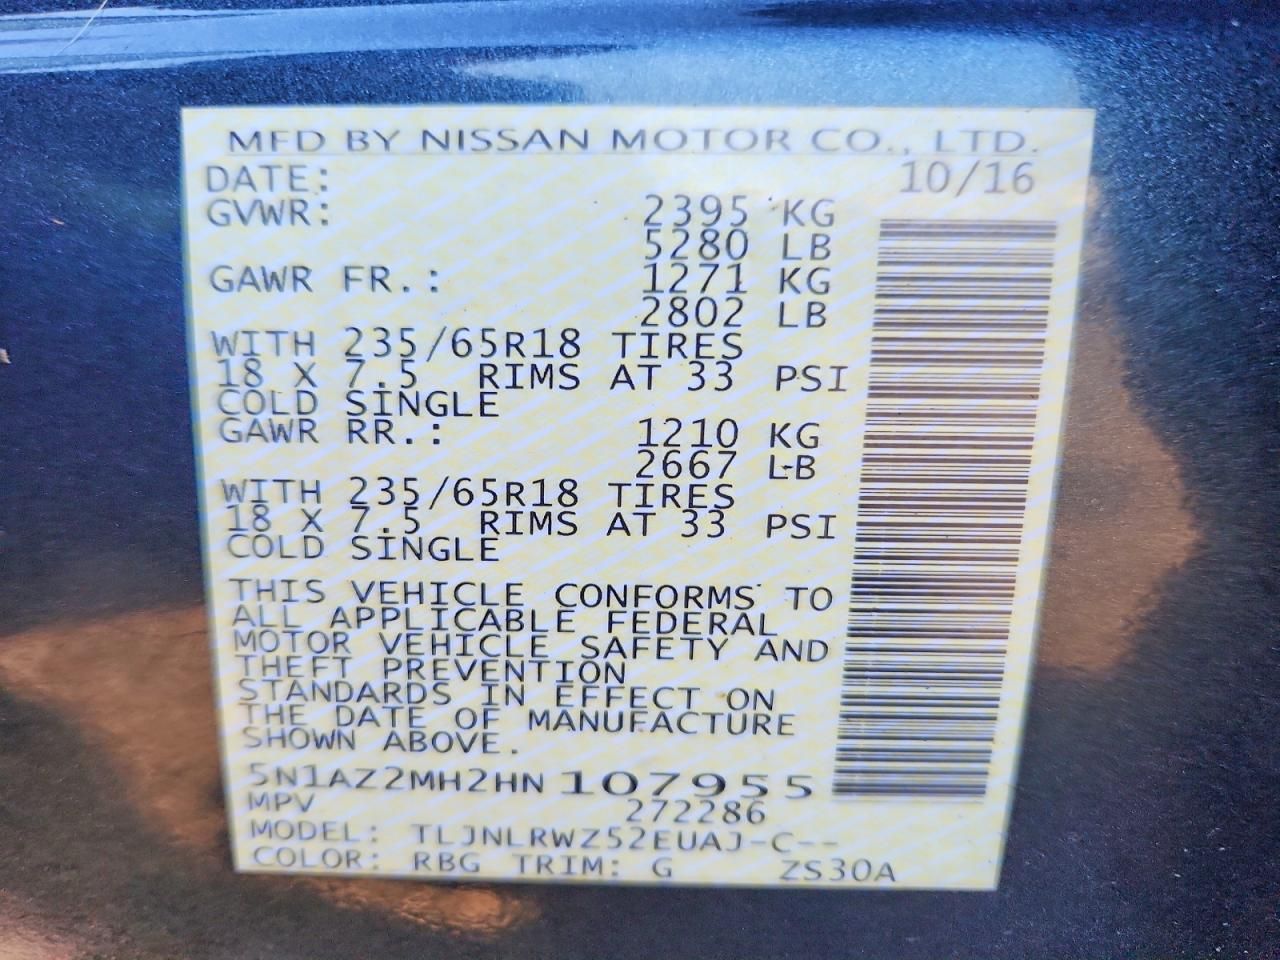 MFD BY NISSAN MOTOR CO., LTD.
DATE: 10/16
GVWR: 2395 KG
5280 LB
GAWR FR.: 1271 KG
2802 LB
WITH 235/65R18 TIRES
18 X 7.5 RIMS AT 33 PSI
COLD SINGLE
GAWR RR.: 1210 KG
2667 LB
WITH 235/65R18 TIRES
18 X 7.5 RIMS AT 33 PSI
COLD SINGLE
THIS VEHICLE CONFORMS TO
ALL APPLICABLE FEDERAL
MOTOR VEHICLE SAFETY AND
THEFT PREVENTION
STANDARDS IN EFFECT ON
THE DATE OF MANUFACTURE
SHOWN ABOVE.
5N1AZ2MH2HN107955
MPV 272286
MODEL: TLJNLRWZ52EUAJ-C--
COLOR: RBG TRIM: G ZS30A